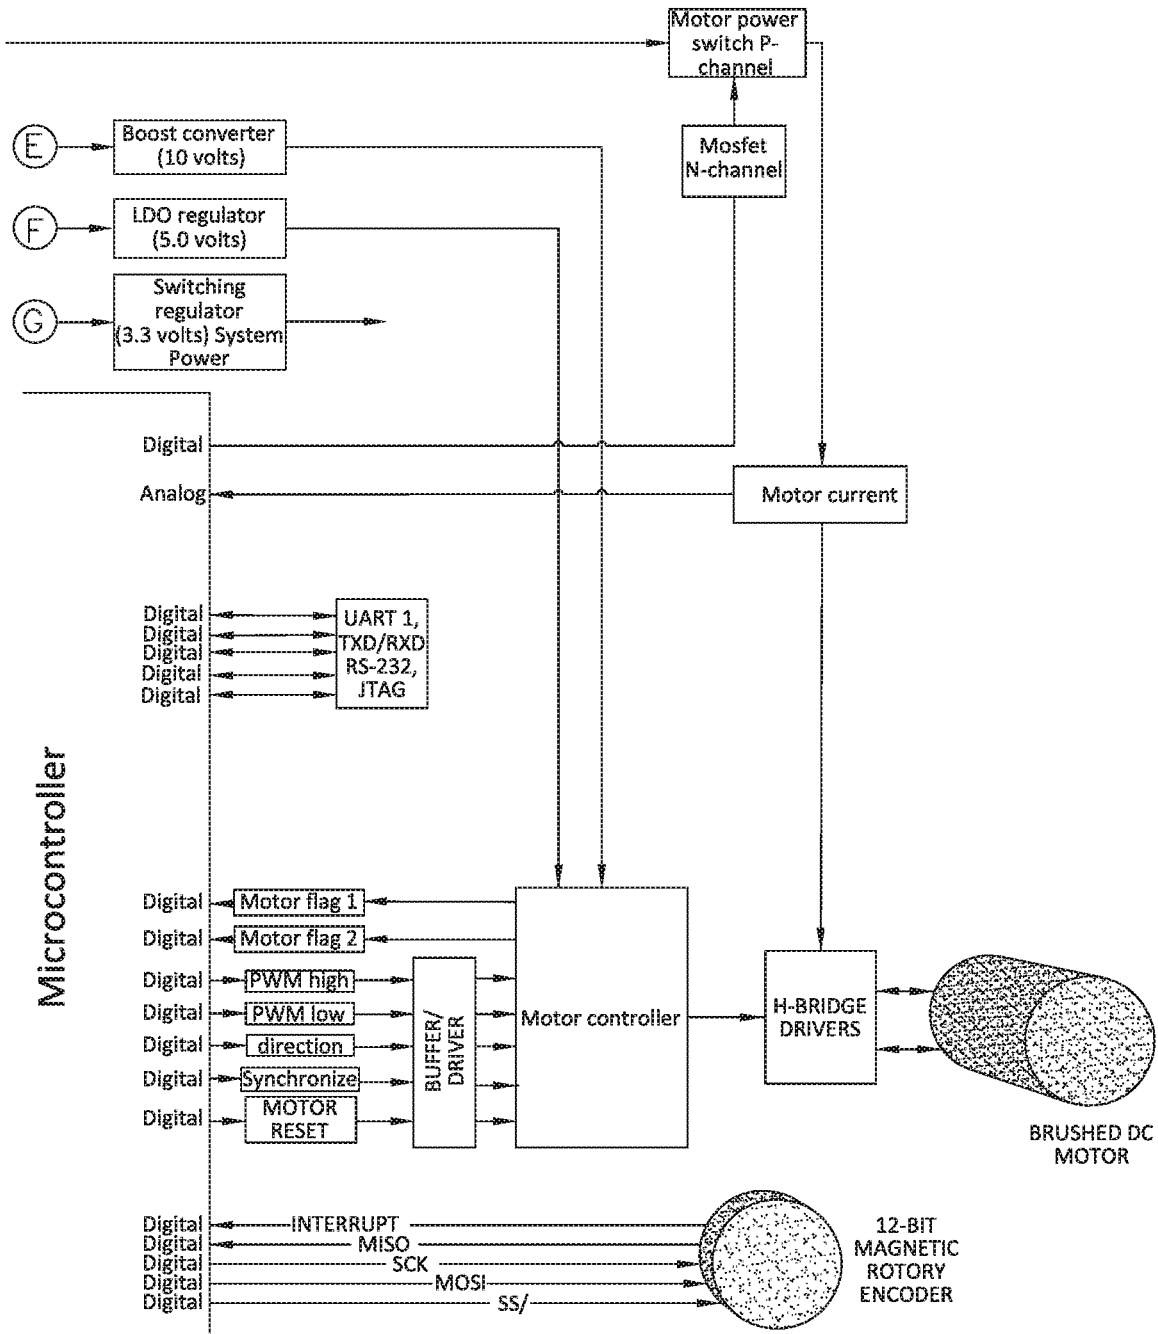 Motor power
switch P-
channel
E
Boost converter
(10 volts)
Mosfet
N-channel
F
LDO regulator
(5.0 volts)
G
Switching
regulator
(3.3 volts) System
Power
Digital
Analog
Motor current
Digital
Digital
Digital
Digital
Digital
UART 1,
TXD/RXD
RS-232,
JTAG
Microcontroller
Digital
Motor flag 1
Digital
Motor flag 2
Digital
PWM high
Digital
PWM low
Digital
direction
Digital
Synchronize
Digital
MOTOR
RESET
BUFFER/
DRIVER
Motor controller
H-BRIDGE
DRIVERS
BRUSHED DC
MOTOR
Digital
INTERRUPT
Digital
MISO
Digital
SCK
Digital
MOSI
Digital
SS/
12-BIT
MAGNETIC
ROTORY
ENCODER